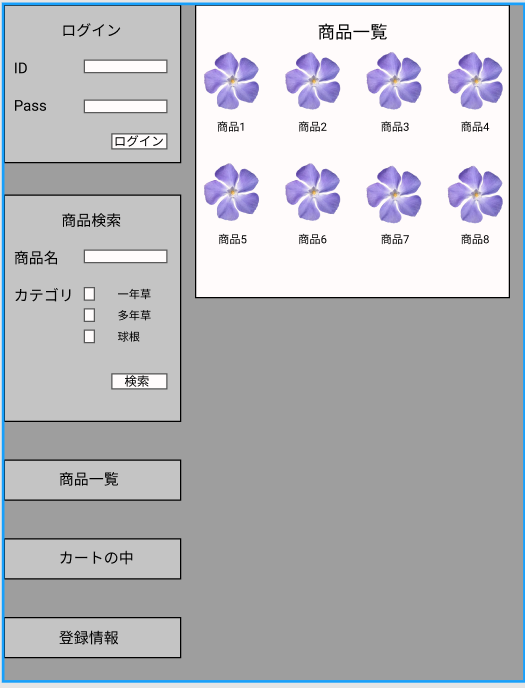 ログイン
ID
Pass
ログイン
商品検索
商品名
カテゴリ
一年草
多年草
球根
検索
商品一覧
カートの中
登録情報
商品一覧
商品1 商品2 商品3 商品4
商品5 商品6 商品7 商品8